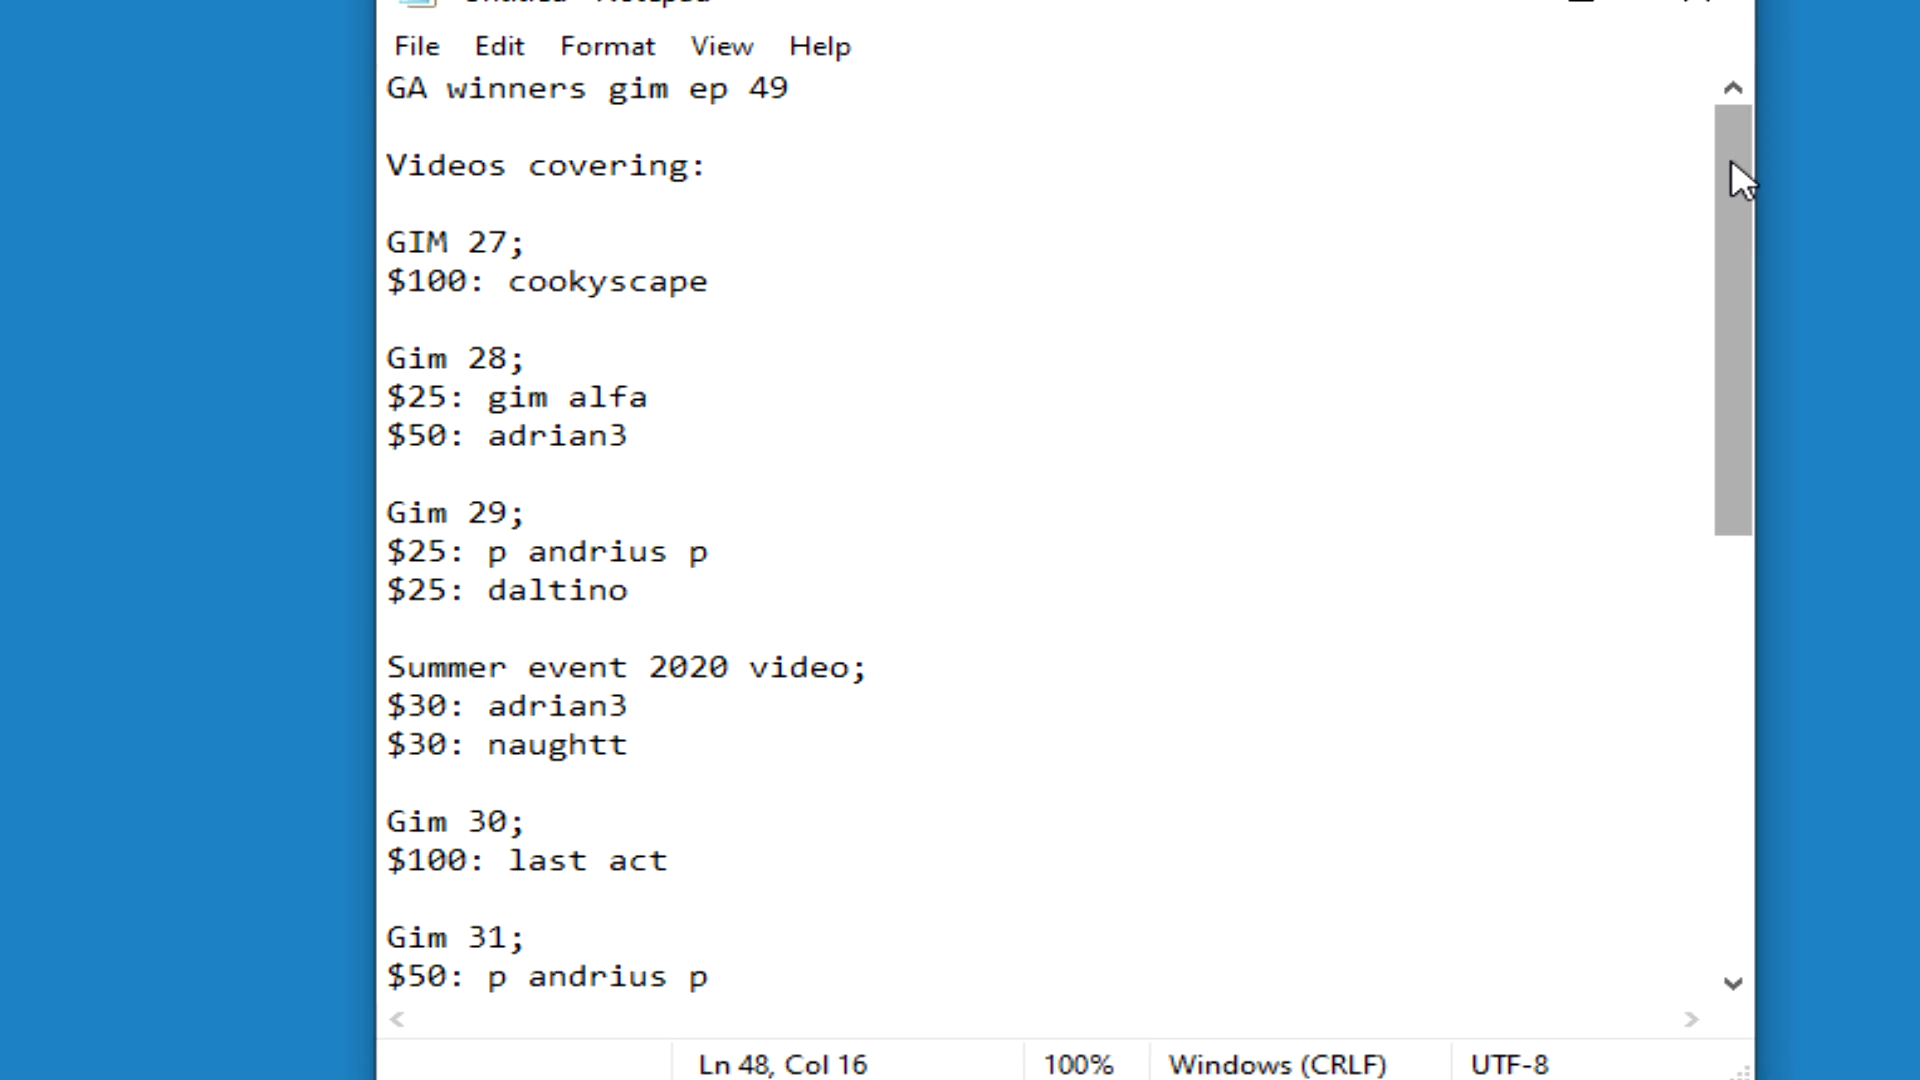 Untitled - Notepad
File Edit Format View Help
GA winners gim ep 49
Videos covering:
GIM 27;
$100: cookyscape
Gim 28;
$25: gim alfa
$50: adrian3
Gim 29;
$25: p andrius p
$25: daltino
Summer event 2020 video;
$30: adrian3
$30: naughtt
Gim 30;
$100: last act
Gim 31;
$50: p andrius p
Ln 48, Col 16 100% Windows (CRLF) UTF-8